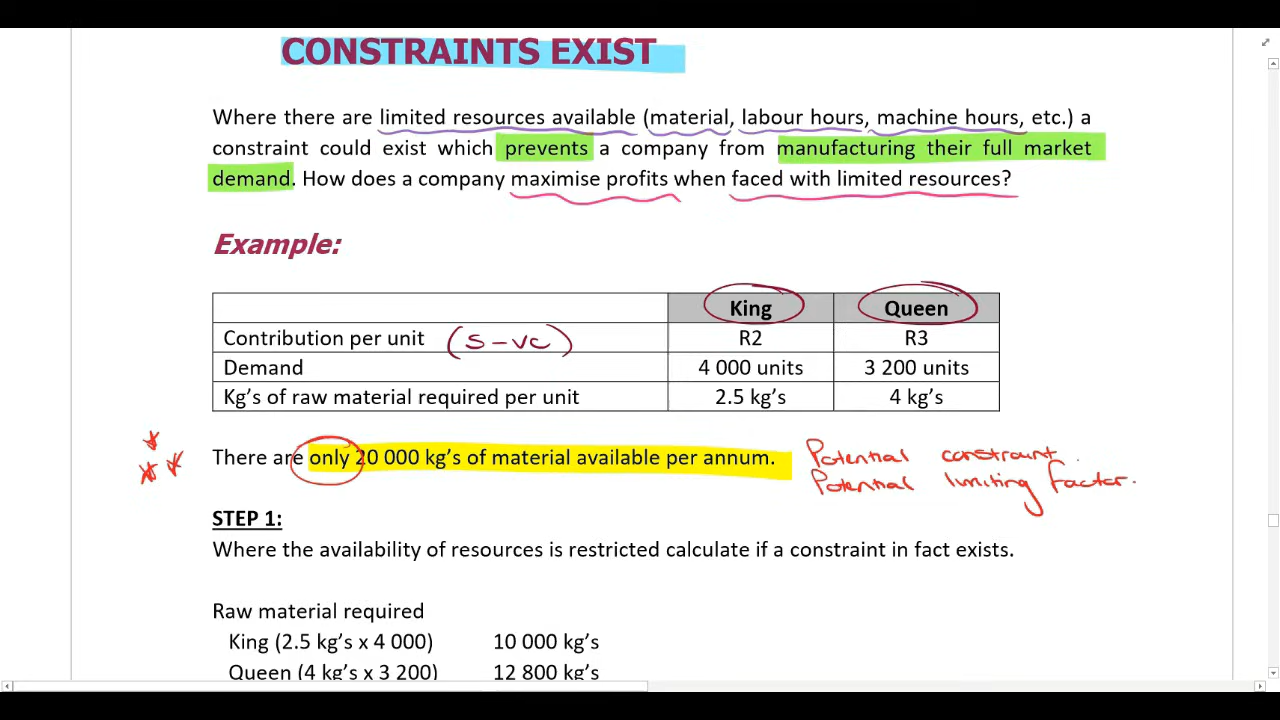 CONSTRAINTS EXIST
Where there are limited resources available (material, labour hours, machine hours, etc.) a
constraint could exist which prevents a company from manufacturing their full market
demand. How does a company maximise profits when faced with limited resources?
Example:
King Queen
Contribution per unit (S - VC) R2 R3
Demand 4 000 units 3 200 units
Kg's of raw material required per unit 2.5 kg's 4 kg's
There are only 20 000 kg's of material available per annum. Potential constraint.
Potential limiting factor.
STEP 1:
Where the availability of resources is restricted calculate if a constraint in fact exists.
Raw material required
King (2.5 kg's x 4 000) 10 000 kg's
Queen (4 kg's x 3 200) 12 800 kg's